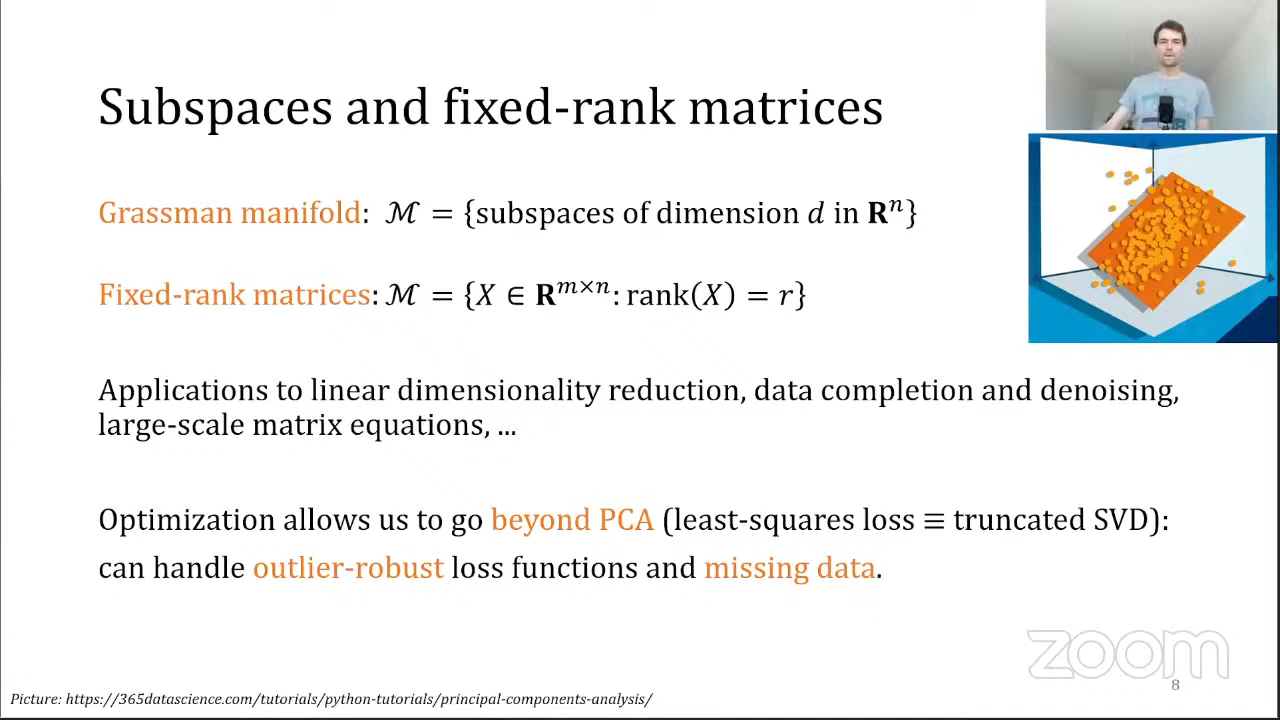 Subspaces and fixed-rank matrices
Grassman manifold: ℳ = {subspaces of dimension d in Rⁿ}
Fixed-rank matrices: ℳ = {X ∈ Rᵐˣⁿ: rank(X) = r}
Applications to linear dimensionality reduction, data completion and denoising,
large-scale matrix equations, ...
Optimization allows us to go beyond PCA (least-squares loss ≡ truncated SVD):
can handle outlier-robust loss functions and missing data.
zoom
8
Picture: https://365datascience.com/tutorials/python-tutorials/principal-components-analysis/